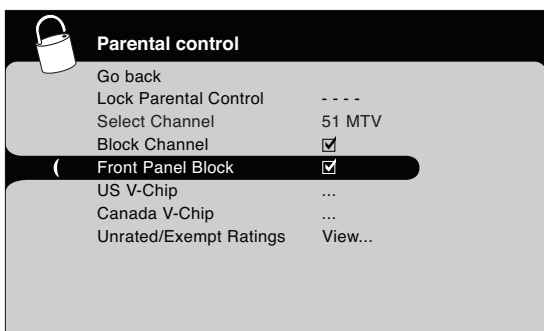 Parental control
Go back
Lock Parental Control - - - -
Select Channel 51 MTV
Block Channel ☑
Front Panel Block ☑
US V-Chip ...
Canada V-Chip ...
Unrated/Exempt Ratings View...